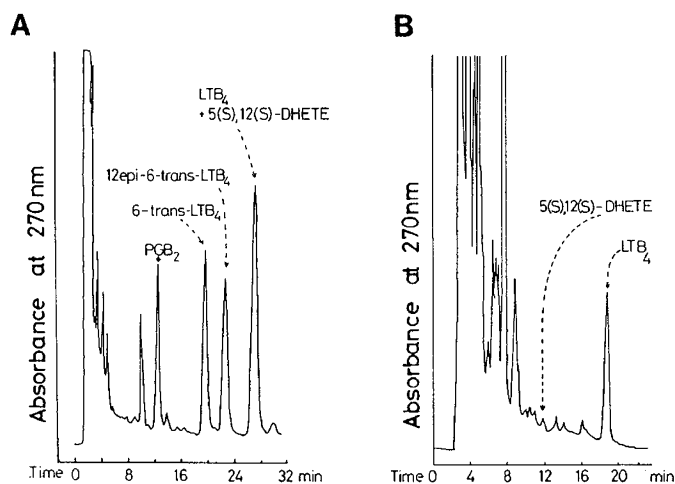 A
Absorbance at 270nm
LTB4
+ 5(S),12(S)-DHETE
12epi-6-trans-LTB4
6-trans-LTB4
PGB2
Time 0 8 16 24 32 min
B
Absorbance at 270nm
5(S),12(S)-DHETE
LTB4
Time 0 4 8 12 16 20 min